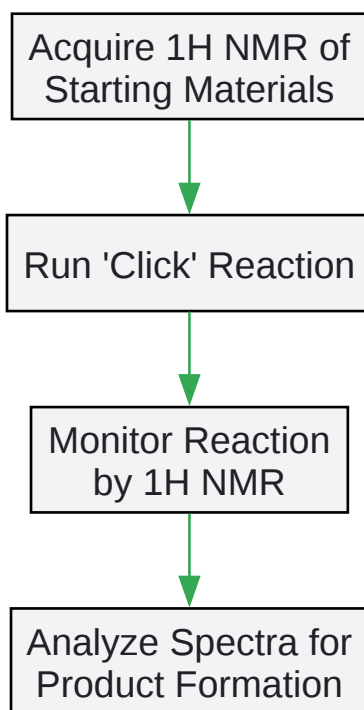 Acquire 1H NMR of
Starting Materials
Run 'Click' Reaction
Monitor Reaction
by 1H NMR
Analyze Spectra for
Product Formation